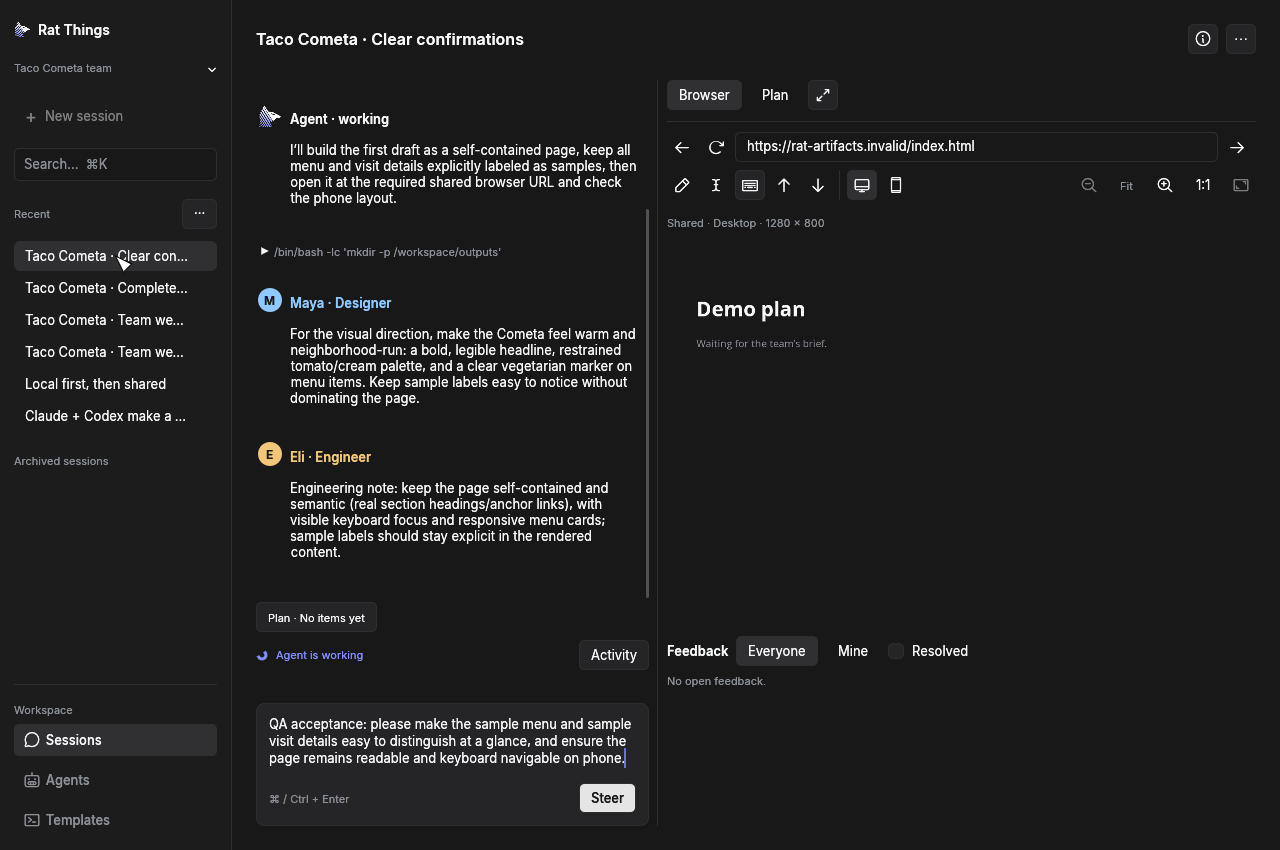 Rat Things
Taco Cometa team
+ New session
Search... ⌘K
Recent
...
Taco Cometa · Clear con...
Taco Cometa · Complete...
Taco Cometa · Team we...
Taco Cometa · Team we...
Local first, then shared
Claude + Codex make a ...
Archived sessions
Workspace
Sessions
Agents
Templates
Taco Cometa · Clear confirmations
...
Agent · working
I'll build the first draft as a self-contained page, keep all
menu and visit details explicitly labeled as samples, then
open it at the required shared browser URL and check
the phone layout.
/bin/bash -lc 'mkdir -p /workspace/outputs'
M
Maya · Designer
For the visual direction, make the Cometa feel warm and
neighborhood-run: a bold, legible headline, restrained
tomato/cream palette, and a clear vegetarian marker on
menu items. Keep sample labels easy to notice without
dominating the page.
E
Eli · Engineer
Engineering note: keep the page self-contained and
semantic (real section headings/anchor links), with
visible keyboard focus and responsive menu cards;
sample labels should stay explicit in the rendered
content.
Plan · No items yet
Agent is working
Activity
QA acceptance: please make the sample menu and sample
visit details easy to distinguish at a glance, and ensure the
page remains readable and keyboard navigable on phone.
⌘ / Ctrl + Enter
Steer
Browser
Plan
https://rat-artifacts.invalid/index.html
Fit
1:1
Shared · Desktop · 1280 × 800
Demo plan
Waiting for the team's brief.
Feedback
Everyone
Mine
Resolved
No open feedback.